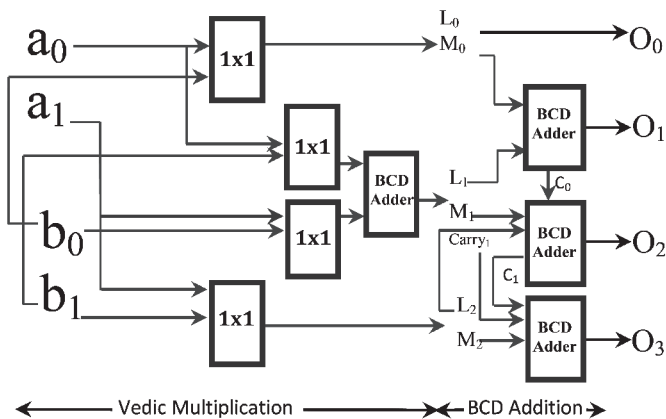 a₀
a₁
b₀
b₁
1x1
1x1
1x1
1x1
BCD
Adder
L₀
M₀
L₁
M₁
Carry₁
L₂
M₂
BCD
Adder
C₀
BCD
Adder
C₁
BCD
Adder
O₀
O₁
O₂
O₃
Vedic Multiplication
BCD Addition